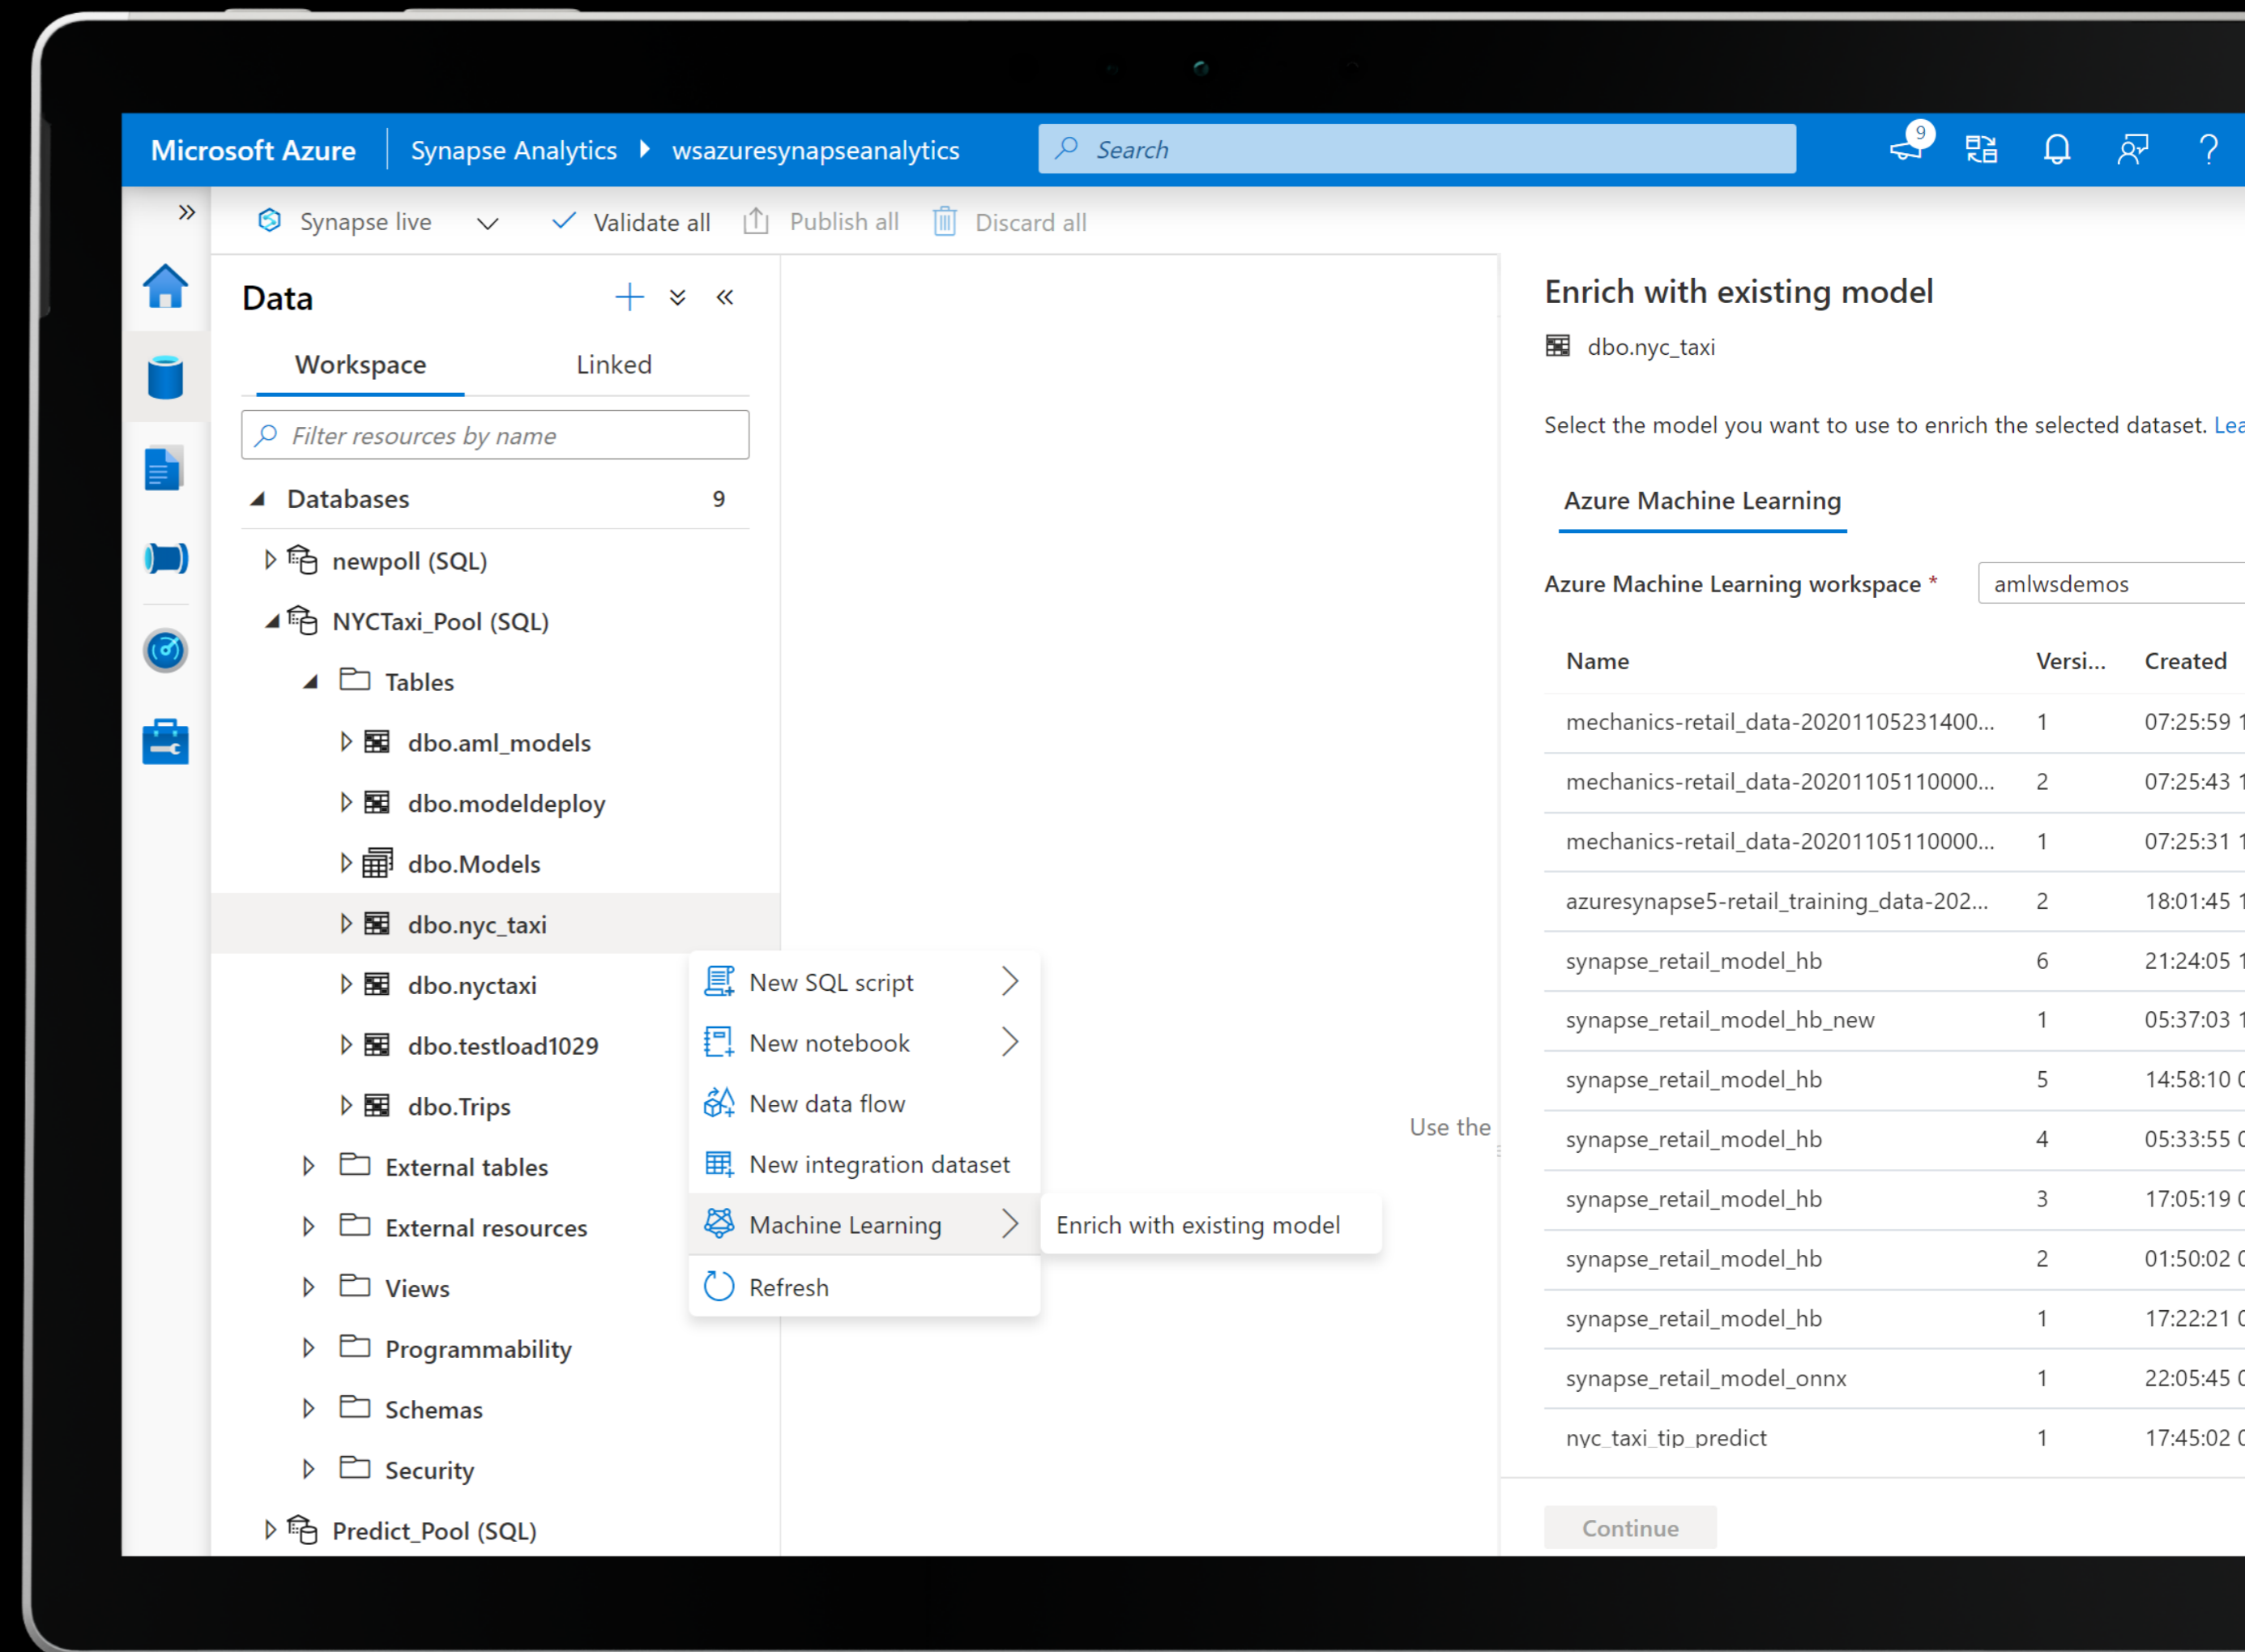 Microsoft Azure
Synapse Analytics
wsazuresynapseanalytics
Search
9
?
Synapse live
Validate all
Publish all
Discard all
Data
Workspace
Linked
Filter resources by name
Databases 9
newpoll (SQL)
NYCTaxi_Pool (SQL)
Tables
dbo.aml_models
dbo.modeldeploy
dbo.Models
dbo.nyc_taxi
dbo.nyctaxi
dbo.testload1029
dbo.Trips
External tables
External resources
Views
Programmability
Schemas
Security
Predict_Pool (SQL)
New SQL script
New notebook
New data flow
New integration dataset
Machine Learning
Refresh
Enrich with existing model
Use the
Enrich with existing model
dbo.nyc_taxi
Select the model you want to use to enrich the selected dataset.
Azure Machine Learning
Azure Machine Learning workspace * amlwsdemos
Name Versi... Created
mechanics-retail_data-20201105231400... 1 07:25:59
mechanics-retail_data-20201105110000... 2 07:25:43
mechanics-retail_data-20201105110000... 1 07:25:31
azuresynapse5-retail_training_data-202... 2 18:01:45
synapse_retail_model_hb 6 21:24:05
synapse_retail_model_hb_new 1 05:37:03
synapse_retail_model_hb 5 14:58:10
synapse_retail_model_hb 4 05:33:55
synapse_retail_model_hb 3 17:05:19
synapse_retail_model_hb 2 01:50:02
synapse_retail_model_hb 1 17:22:21
synapse_retail_model_onnx 1 22:05:45
nyc_taxi_tip_predict 1 17:45:02
Continue